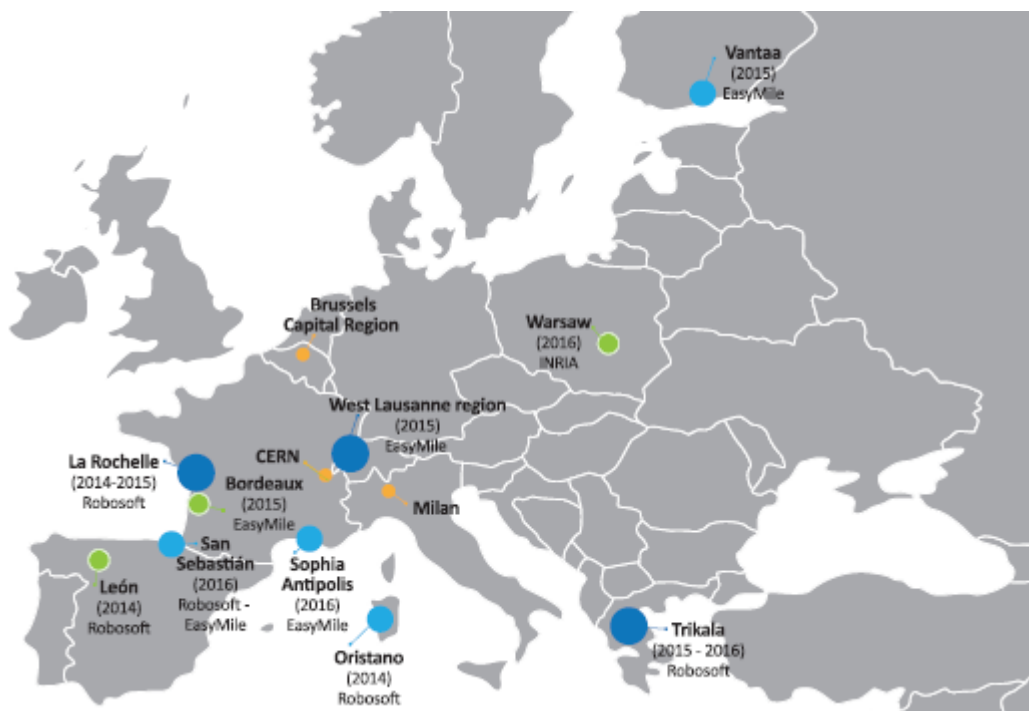 Vantaa
(2015)
EasyMile
Brussels
Capital Region
Warsaw
(2016)
INRIA
West Lausanne region
(2015)
EasyMile
La Rochelle
(2014-2015)
Robosoft
CERN
Bordeaux
(2015)
EasyMile
Milan
San
Sebastián
(2016)
Robosoft -
EasyMile
León
(2014)
Robosoft
Sophia
Antipolis
(2016)
EasyMile
Oristano
(2014)
Robosoft
Trikala
(2015 - 2016)
Robosoft